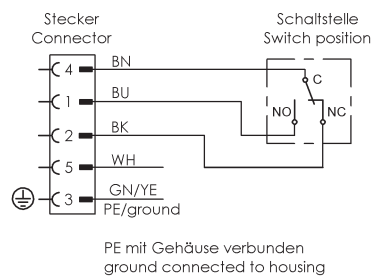 Stecker
Connector
Schaltstelle
Switch position
4 BN
C
1 BU
NO NC
2 BK
5 WH
3 GN/YE
PE/ground
PE mit Gehäuse verbunden
ground connected to housing